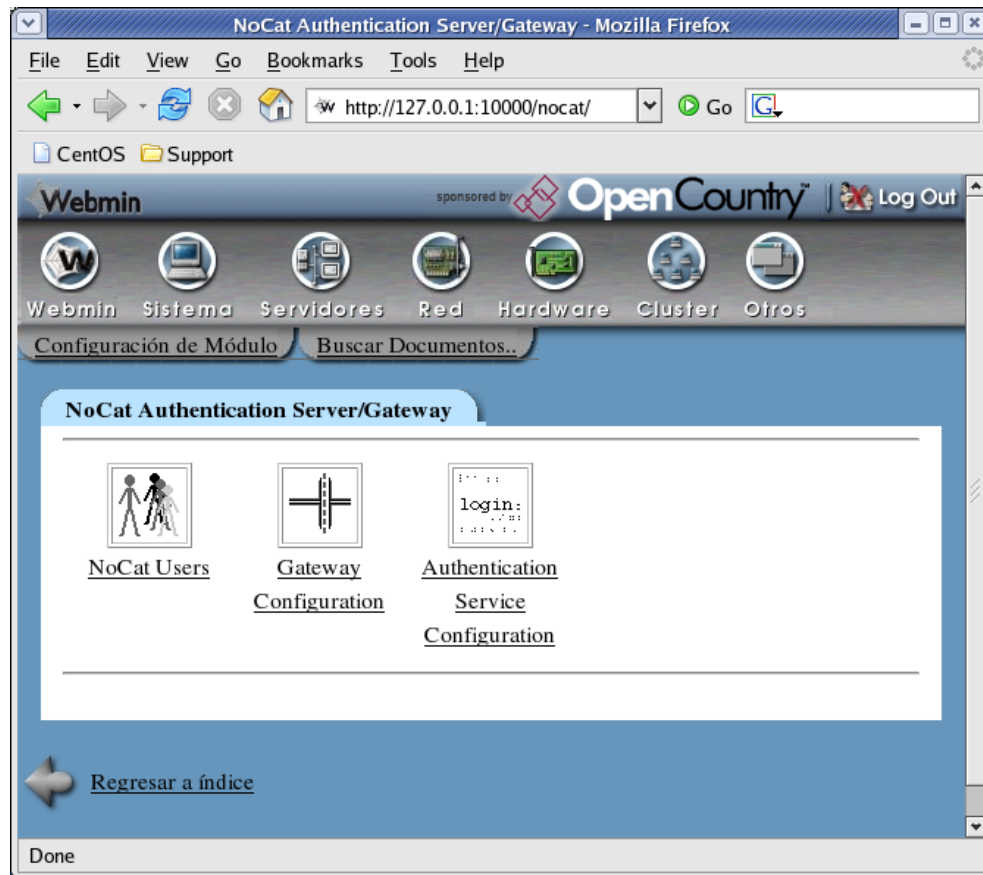 NoCat Authentication Server/Gateway - Mozilla Firefox
File Edit View Go Bookmarks Tools Help
http://127.0.0.1:10000/nocat/ Go G
CentOS Support
Webmin sponsored by OpenCountry™ Log Out
Webmin Sistema Servidores Red Hardware Cluster Otros
Configuración de Módulo Buscar Documentos..
NoCat Authentication Server/Gateway
login:
NoCat Users Gateway Authentication
Configuration Service
Configuration
Regresar a índice
Done